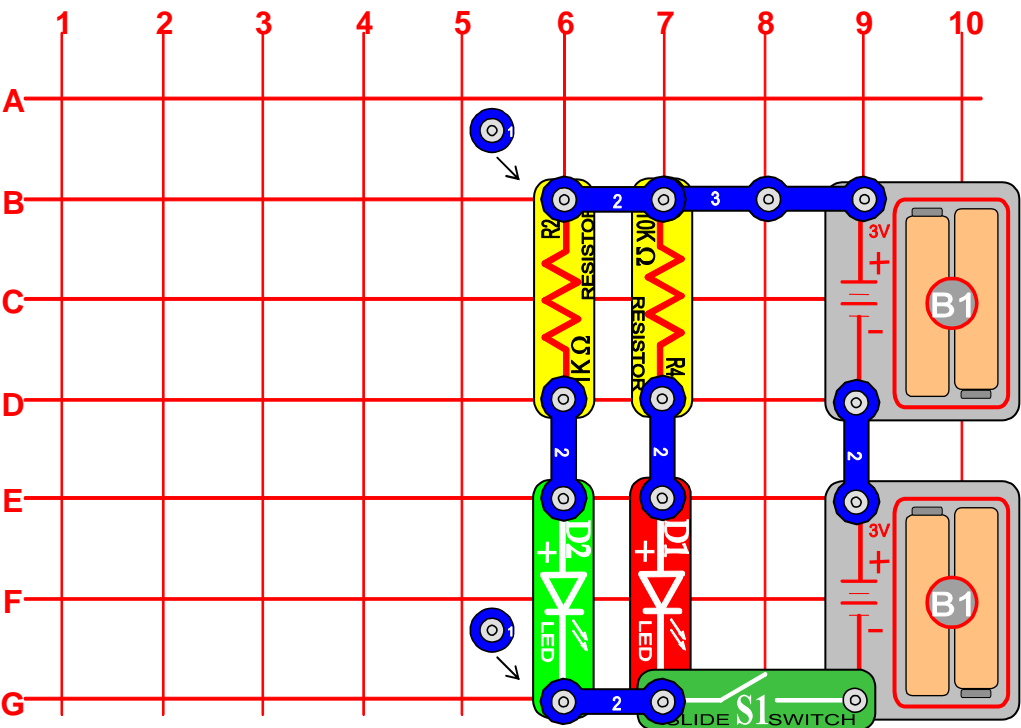 1 2 3 4 5 6 7 8 9 10
A
1
B
2
3
R2
RESISTOR
1K Ω
10K Ω
RESISTOR
R4
3V
+
-
B1
C
D
2
2
2
E
D2
+
LED
D1
+
LED
3V
+
-
B1
F
1
G
2
SLIDE S1 SWITCH